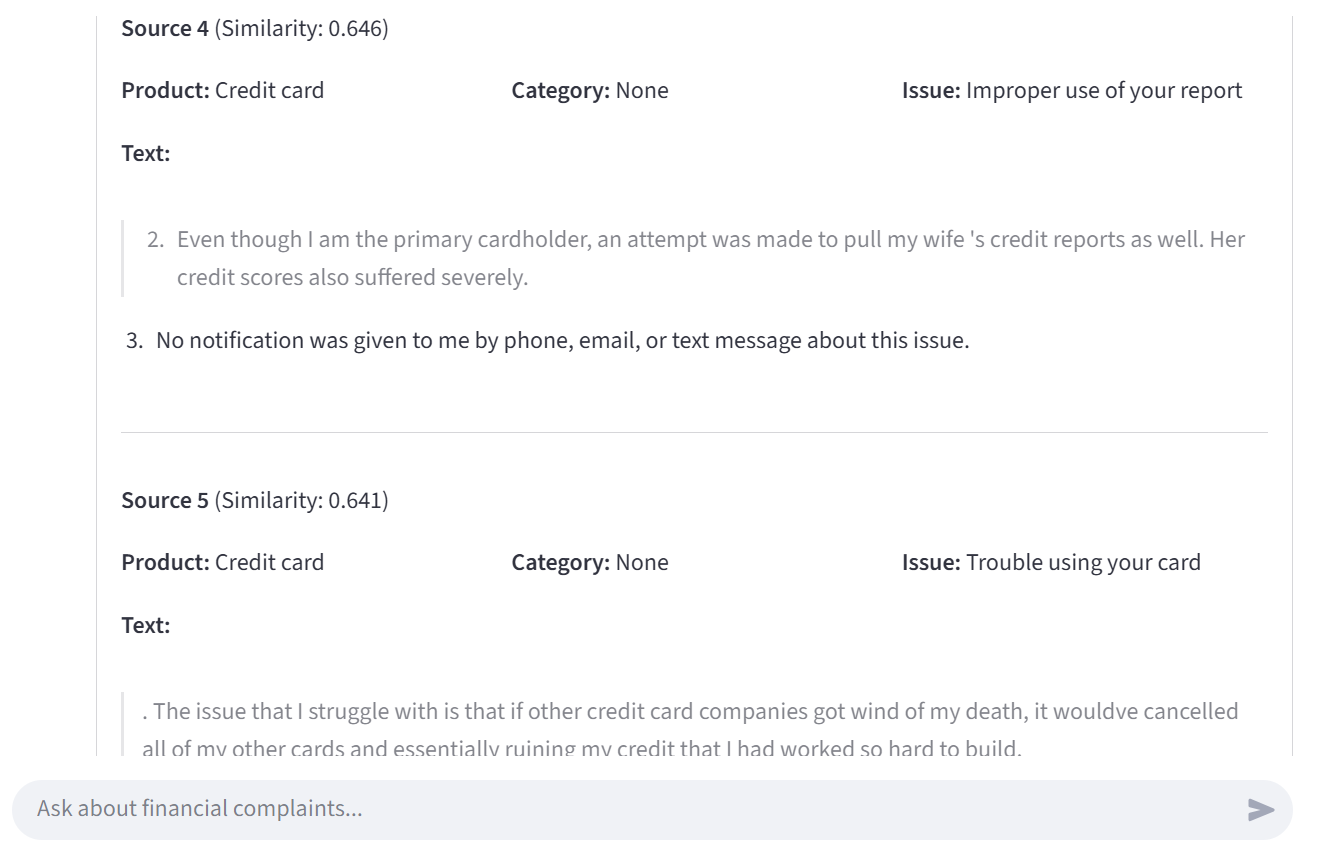 Source 4 (Similarity: 0.646)
Product: Credit card
Category: None
Issue: Improper use of your report
Text:
2. Even though I am the primary cardholder, an attempt was made to pull my wife 's credit reports as well. Her
credit scores also suffered severely.
3. No notification was given to me by phone, email, or text message about this issue.
Source 5 (Similarity: 0.641)
Product: Credit card
Category: None
Issue: Trouble using your card
Text:
. The issue that I struggle with is that if other credit card companies got wind of my death, it wouldve cancelled
all of my other cards and essentially ruining my credit that I had worked so hard to build.
Ask about financial complaints...